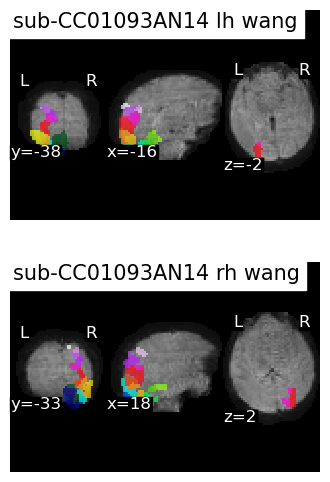 sub-CC01093AN14 lh wang
L R L R
y=-38 x=-16 z=-2
sub-CC01093AN14 rh wang
L R L R
y=-33 x=18 z=2